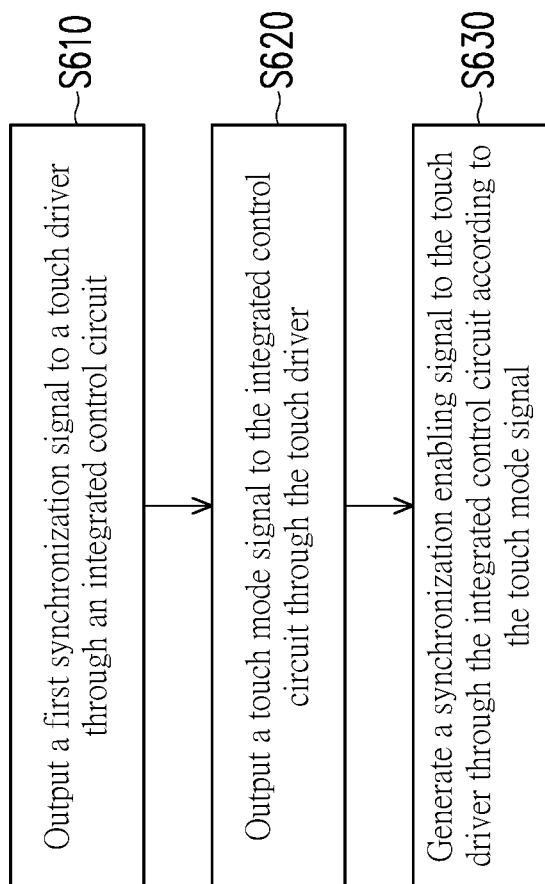 Output a first synchronization signal to a touch driver
through an integrated control circuit
S610
Output a touch mode signal to the integrated control
circuit through the touch driver
S620
Generate a synchronization enabling signal to the touch
driver through the integrated control circuit according to
the touch mode signal
S630